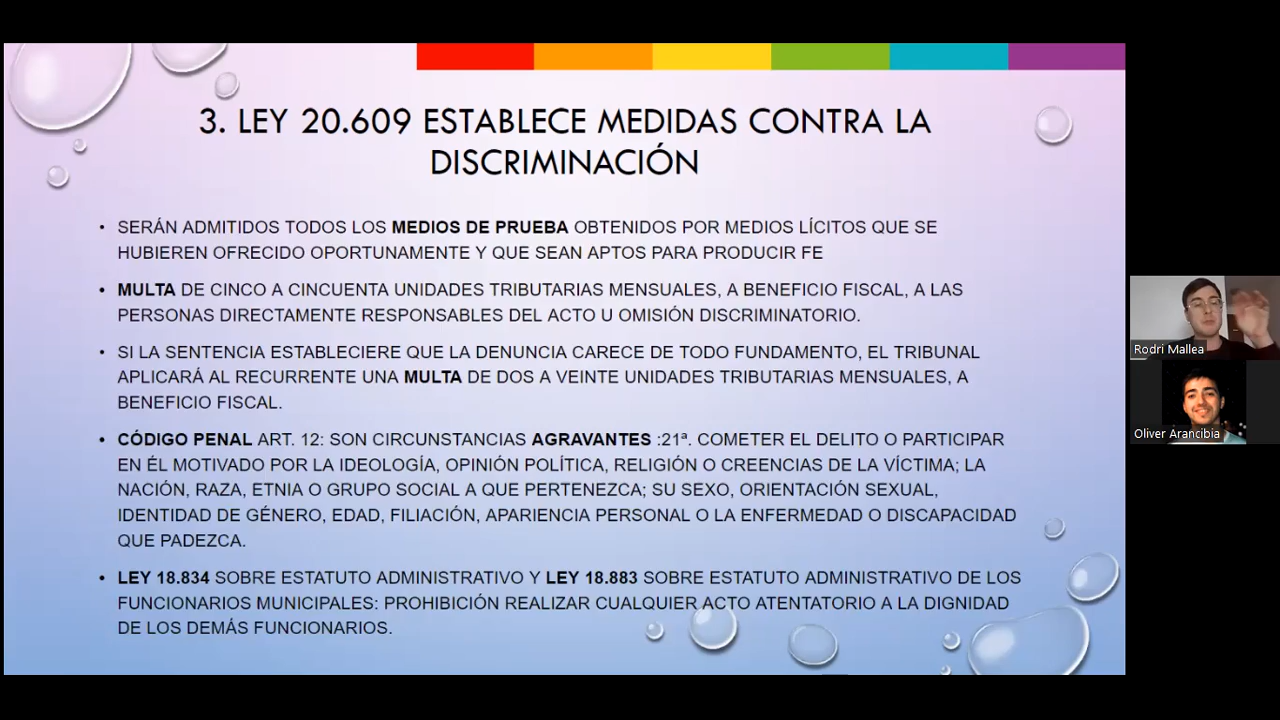 3. LEY 20.609 ESTABLECE MEDIDAS CONTRA LA
DISCRIMINACIÓN
• SERÁN ADMITIDOS TODOS LOS MEDIOS DE PRUEBA OBTENIDOS POR MEDIOS LÍCITOS QUE SE
HUBIEREN OFRECIDO OPORTUNAMENTE Y QUE SEAN APTOS PARA PRODUCIR FE
• MULTA DE CINCO A CINCUENTA UNIDADES TRIBUTARIAS MENSUALES, A BENEFICIO FISCAL, A LAS
PERSONAS DIRECTAMENTE RESPONSABLES DEL ACTO U OMISIÓN DISCRIMINATORIO.
• SI LA SENTENCIA ESTABLECIERE QUE LA DENUNCIA CARECE DE TODO FUNDAMENTO, EL TRIBUNAL
APLICARÁ AL RECURRENTE UNA MULTA DE DOS A VEINTE UNIDADES TRIBUTARIAS MENSUALES, A
BENEFICIO FISCAL.
• CÓDIGO PENAL ART. 12: SON CIRCUNSTANCIAS AGRAVANTES :21ª. COMETER EL DELITO O PARTICIPAR
EN ÉL MOTIVADO POR LA IDEOLOGÍA, OPINIÓN POLÍTICA, RELIGIÓN O CREENCIAS DE LA VÍCTIMA; LA
NACIÓN, RAZA, ETNIA O GRUPO SOCIAL A QUE PERTENEZCA; SU SEXO, ORIENTACIÓN SEXUAL,
IDENTIDAD DE GÉNERO, EDAD, FILIACIÓN, APARIENCIA PERSONAL O LA ENFERMEDAD O DISCAPACIDAD
QUE PADEZCA.
• LEY 18.834 SOBRE ESTATUTO ADMINISTRATIVO Y LEY 18.883 SOBRE ESTATUTO ADMINISTRATIVO DE LOS
FUNCIONARIOS MUNICIPALES: PROHIBICIÓN REALIZAR CUALQUIER ACTO ATENTATORIO A LA DIGNIDAD
DE LOS DEMÁS FUNCIONARIOS.
Rodri Mallea
Oliver Arancibia